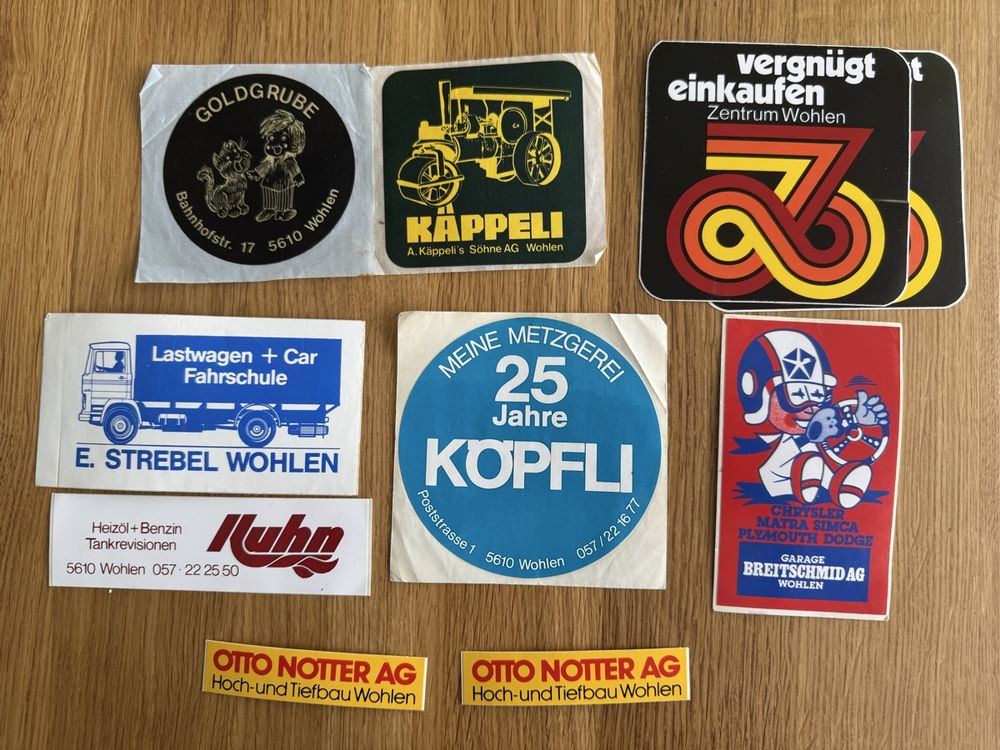 GOLDGRUBE
Bahnhofstr. 17 5610 Wohlen
KÄPPELI
A. Käppeli's Söhne AG Wohlen
vergnügt
einkaufen
Zentrum Wohlen
t
Lastwagen + Car
Fahrschule
E. STREBEL WOHLEN
Heizöl+Benzin
Tankrevisionen
Kuhn
5610 Wohlen 057 · 22 25 50
MEINE METZGEREI
25
Jahre
KÖPFLI
Poststrasse 1 5610 Wohlen 057/22 16 77
CHRYSLER
MATRA SIMCA
PLYMOUTH DODGE
GARAGE
BREITSCHMID AG
WOHLEN
OTTO NOTTER AG
Hoch-und Tiefbau Wohlen
OTTO NOTTER AG
Hoch-und Tiefbau Wohlen